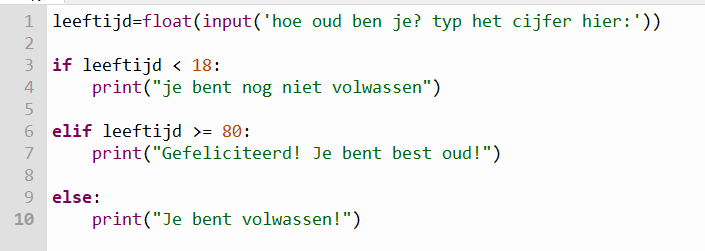 1 leeftijd=float(input('hoe oud ben je? typ het cijfer hier:'))
2
3 if leeftijd < 18:
4     print("je bent nog niet volwassen")
5
6 elif leeftijd >= 80:
7     print("Gefeliciteerd! Je bent best oud!")
8
9 else:
10     print("Je bent volwassen!")